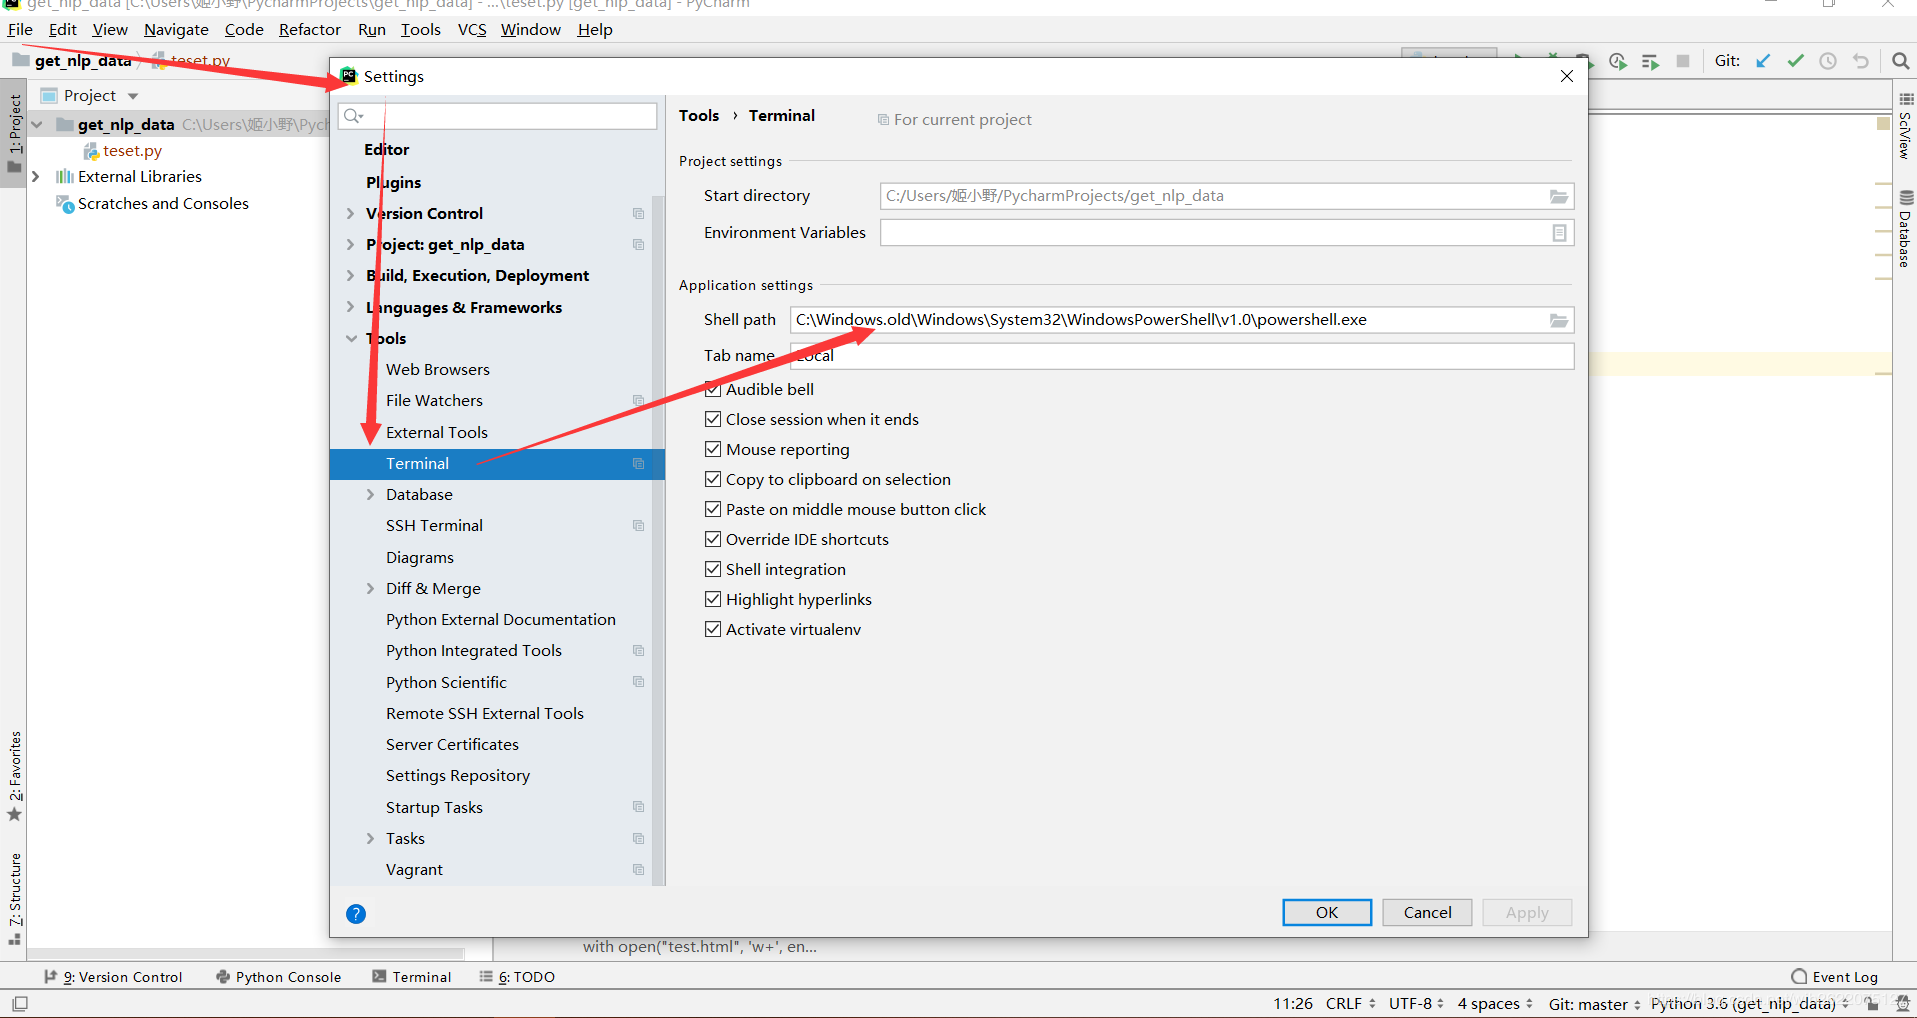 get_nlp_data [C:\Users\姬小野\PycharmProjects\get_nlp_data] - ...\teset.py [get_nlp_data] - PyCharm
File Edit View Navigate Code Refactor Run Tools VCS Window Help
get_nlp_data teset.py
Git:
Project
1: Project
get_nlp_data C:\Users\姬小野\Pych
teset.py
External Libraries
Scratches and Consoles
2: Favorites
7: Structure
SciView
Database
Settings
Editor
Plugins
Version Control
Project: get_nlp_data
Build, Execution, Deployment
Languages & Frameworks
Tools
Web Browsers
File Watchers
External Tools
Terminal
Database
SSH Terminal
Diagrams
Diff & Merge
Python External Documentation
Python Integrated Tools
Python Scientific
Remote SSH External Tools
Server Certificates
Settings Repository
Startup Tasks
Tasks
Vagrant
Tools › Terminal
For current project
Project settings
Start directory C:/Users/姬小野/PycharmProjects/get_nlp_data
Environment Variables
Application settings
Shell path C:\Windows.old\Windows\System32\WindowsPowerShell\v1.0\powershell.exe
Tab name Local
Audible bell
Close session when it ends
Mouse reporting
Copy to clipboard on selection
Paste on middle mouse button click
Override IDE shortcuts
Shell integration
Highlight hyperlinks
Activate virtualenv
?
OK Cancel Apply
with open("test.html", 'w+', en...
9: Version Control Python Console Terminal 6: TODO Event Log
11:26 CRLF UTF-8 4 spaces Git: master Python 3.6 (get_nlp_data)